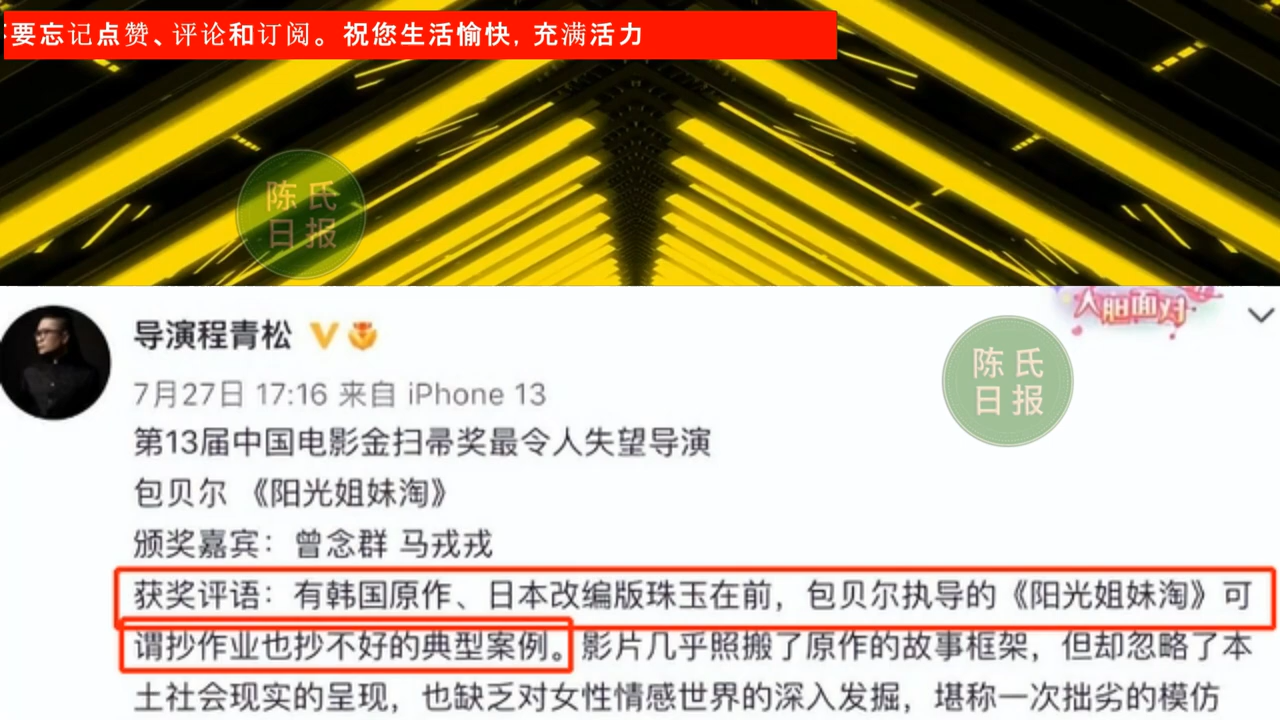 要忘记点赞、评论和订阅。祝您生活愉快,充满活力
陈氏
日报
大胆面对
导演程青松
陈氏
日报
7月27日 17:16 来自 iPhone 13
第13届中国电影金扫帚奖最令人失望导演
包贝尔 《阳光姐妹淘》
颁奖嘉宾：曾念群 马戎戎
获奖评语：有韩国原作、日本改编版珠玉在前，包贝尔执导的《阳光姐妹淘》可
谓抄作业也抄不好的典型案例。影片几乎照搬了原作的故事框架，但却忽略了本
土社会现实的呈现，也缺乏对女性情感世界的深入发掘，堪称一次拙劣的模仿